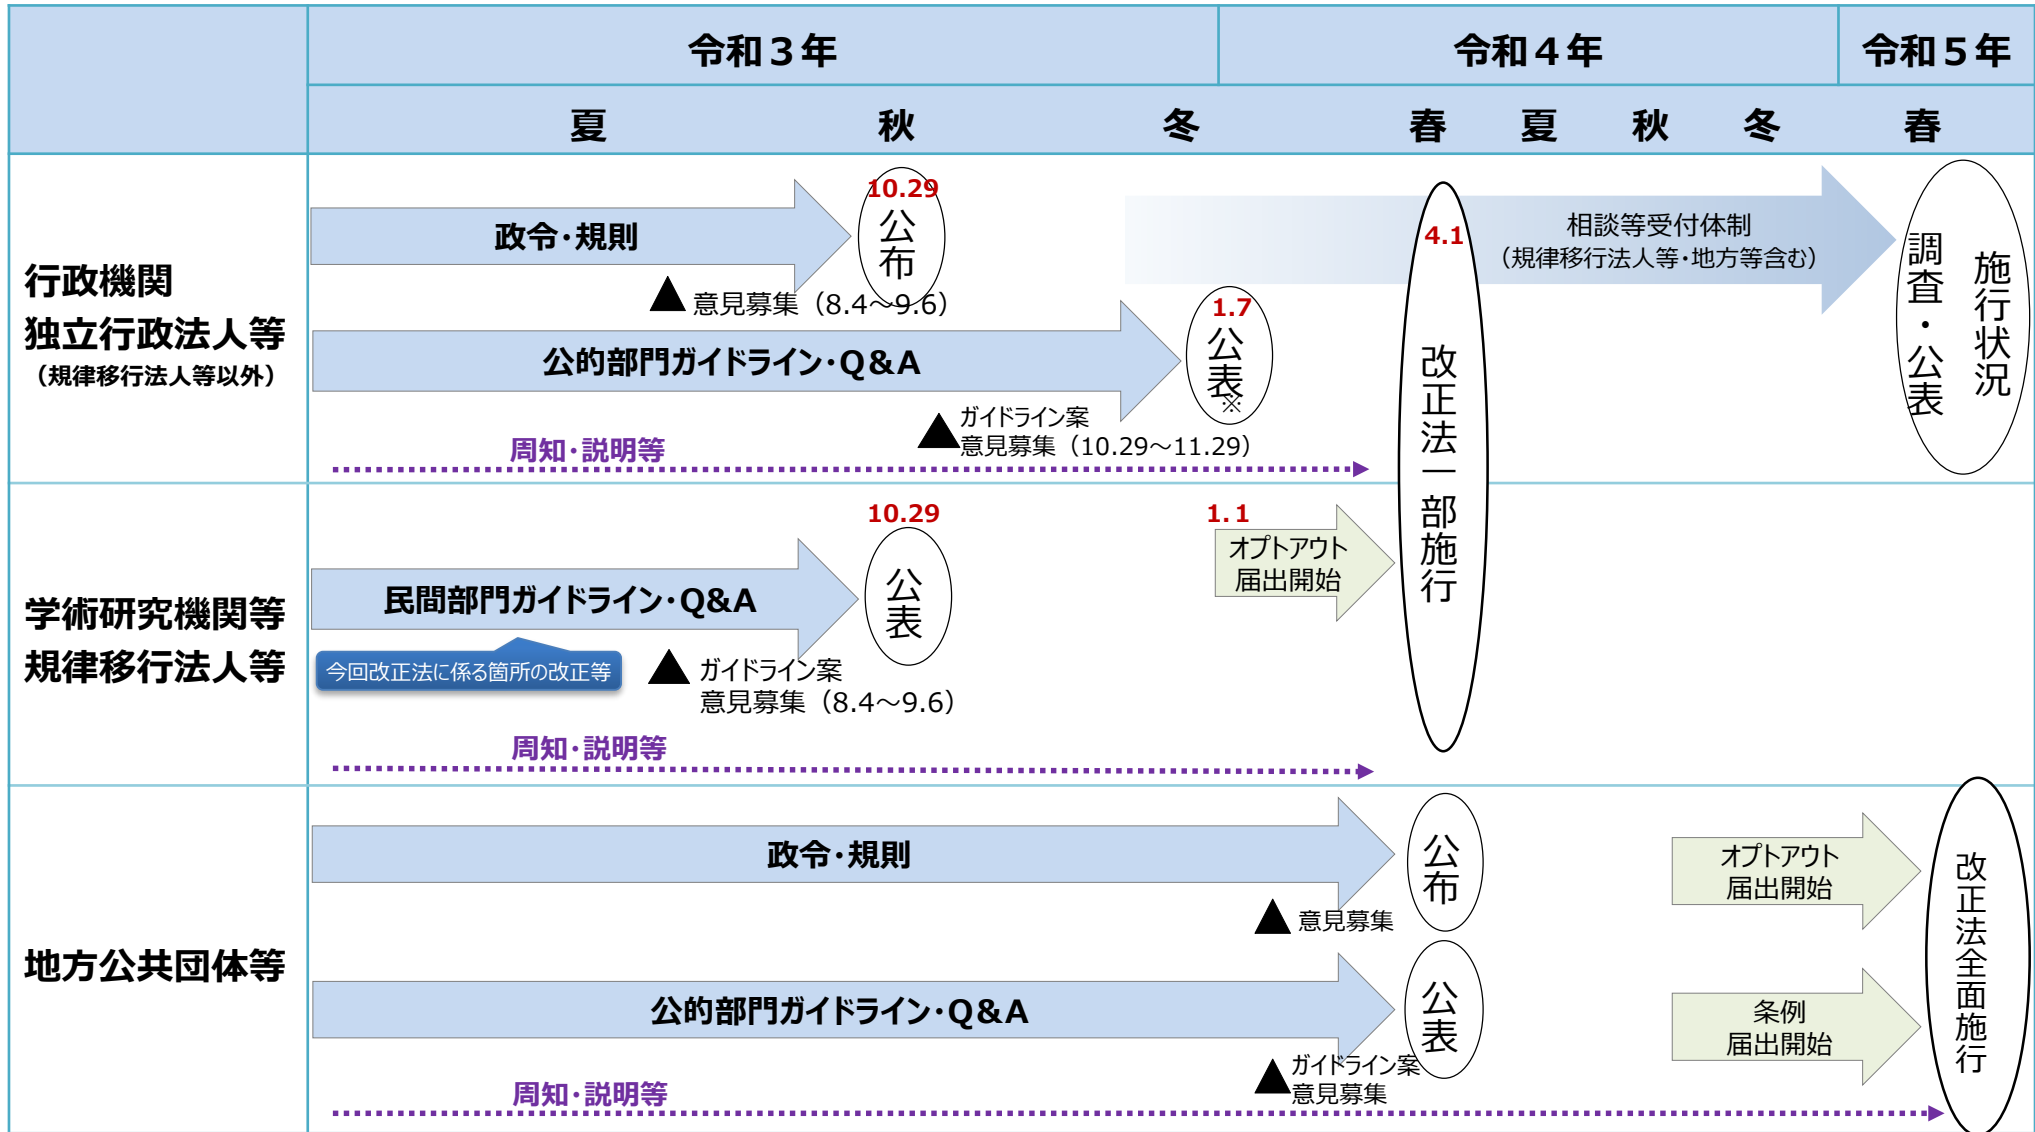 令和３年
令和４年
令和５年
夏
秋
冬
春
夏
秋
冬
春
行政機関
独立行政法人等
（規律移行法人等以外）
政令・規則
10.29
公布
意見募集（8.4～9.6）
公的部門ガイドライン・Q&A
1.7
公表
※
ガイドライン案
意見募集（10.29～11.29）
周知・説明等
相談等受付体制
（規律移行法人等・地方等含む）
4.1
改正法一部施行
施行状況
調査・公表
学術研究機関等
規律移行法人等
民間部門ガイドライン・Q&A
今回改正法に係る箇所の改正等
10.29
公表
ガイドライン案
意見募集（8.4～9.6）
1.1
オプトアウト
届出開始
周知・説明等
地方公共団体等
政令・規則
公布
意見募集
公的部門ガイドライン・Q&A
公表
ガイドライン案
意見募集
周知・説明等
オプトアウト
届出開始
条例
届出開始
改正法全面施行